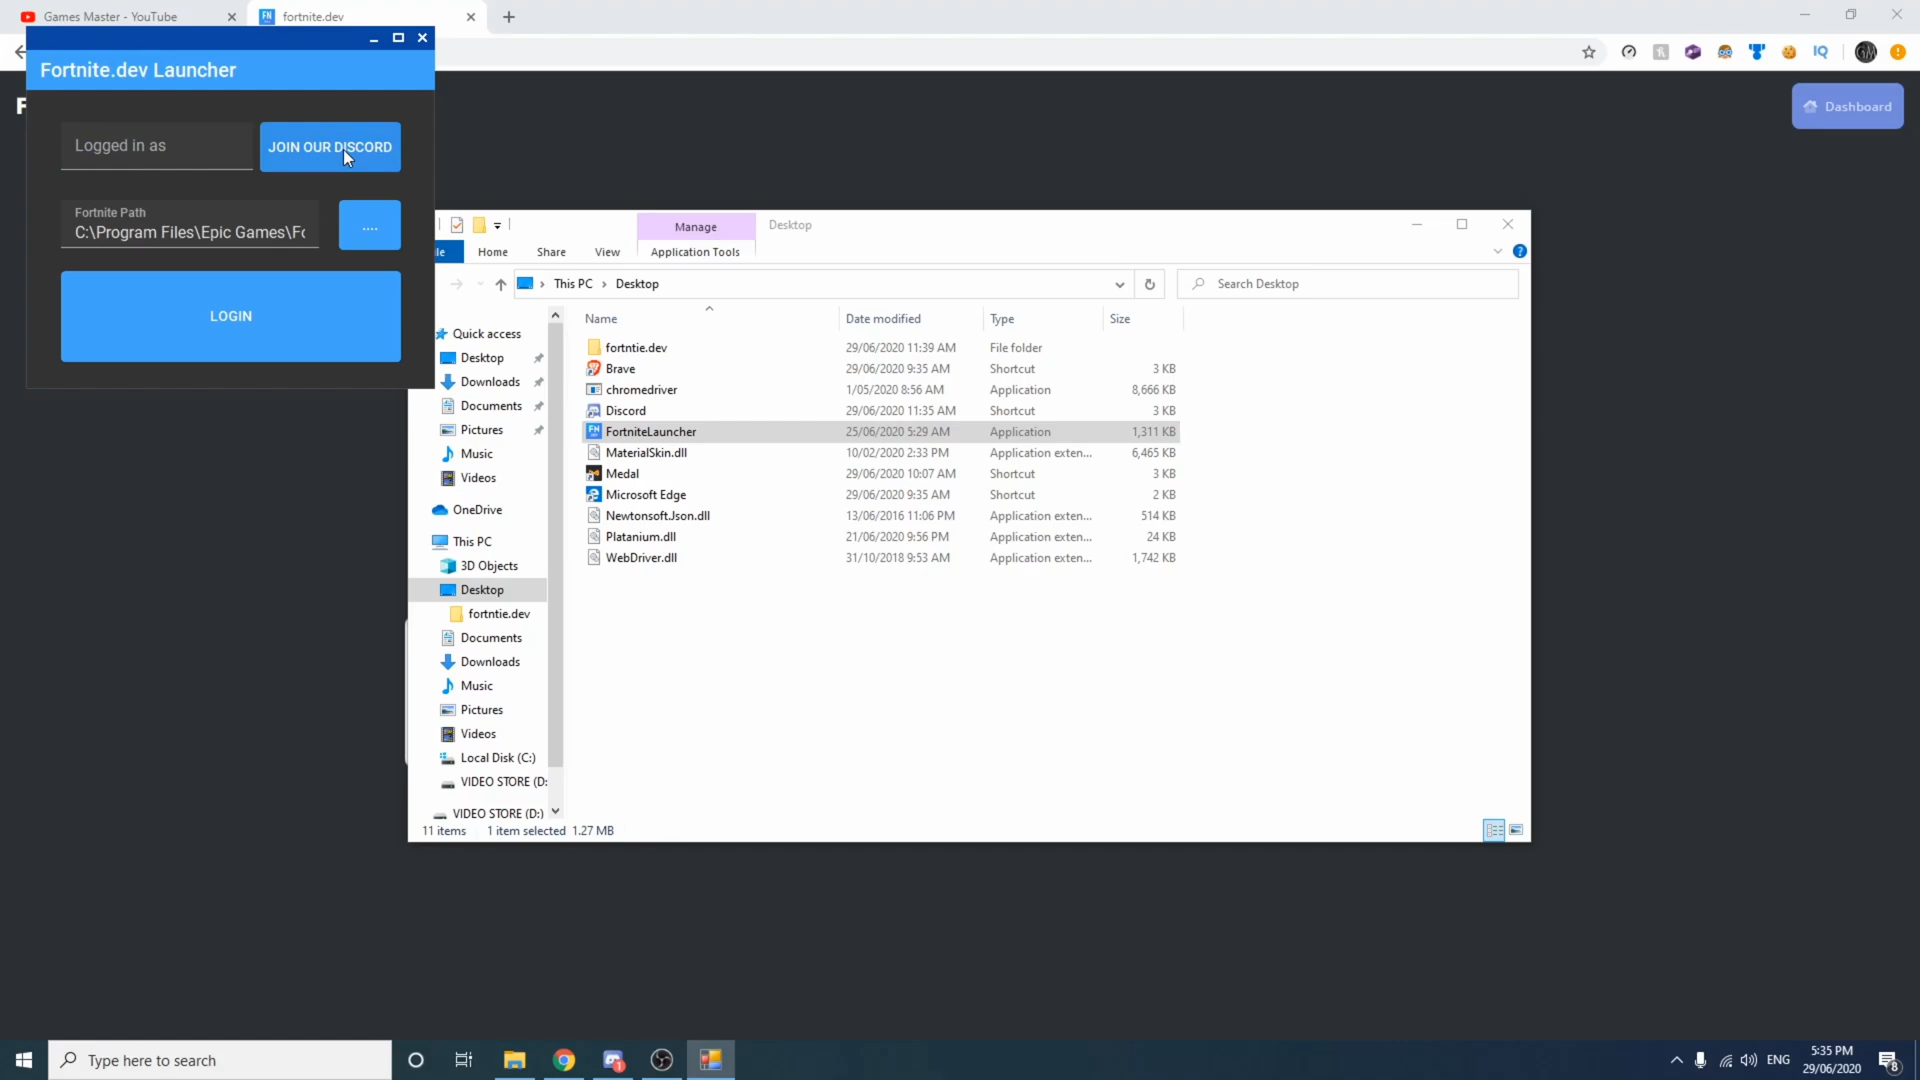 Games Master - YouTube
FN fortnite.dev
Fortnite.dev Launcher
IQ
GM
F
Dashboard
Logged in as
JOIN OUR DISCORD
Fortnite Path
C:\Program Files\Epic Games\Fo
....
LOGIN
Manage
Desktop
le
Home
Share
View
Application Tools
This PC
Desktop
Search Desktop
Name
Date modified
Type
Size
Quick access
Desktop
Downloads
Documents
Pictures
Music
Videos
OneDrive
This PC
3D Objects
Desktop
fortntie.dev
Documents
Downloads
Music
Pictures
Videos
Local Disk (C:)
VIDEO STORE (D:
VIDEO STORE (D:)
fortntie.dev 29/06/2020 11:39 AM File folder
Brave 29/06/2020 9:35 AM Shortcut 3 KB
chromedriver 1/05/2020 8:56 AM Application 8,666 KB
Discord 29/06/2020 11:35 AM Shortcut 3 KB
FN FortniteLauncher 25/06/2020 5:29 AM Application 1,311 KB
MaterialSkin.dll 10/02/2020 2:33 PM Application exten... 6,465 KB
Medal 29/06/2020 10:07 AM Shortcut 3 KB
Microsoft Edge 29/06/2020 9:35 AM Shortcut 2 KB
Newtonsoft.Json.dll 13/06/2016 11:06 PM Application exten... 514 KB
Platanium.dll 21/06/2020 9:56 PM Application exten... 24 KB
WebDriver.dll 31/10/2018 9:53 AM Application exten... 1,742 KB
11 items 1 item selected 1.27 MB
Type here to search
1
ENG
5:35 PM
29/06/2020
8